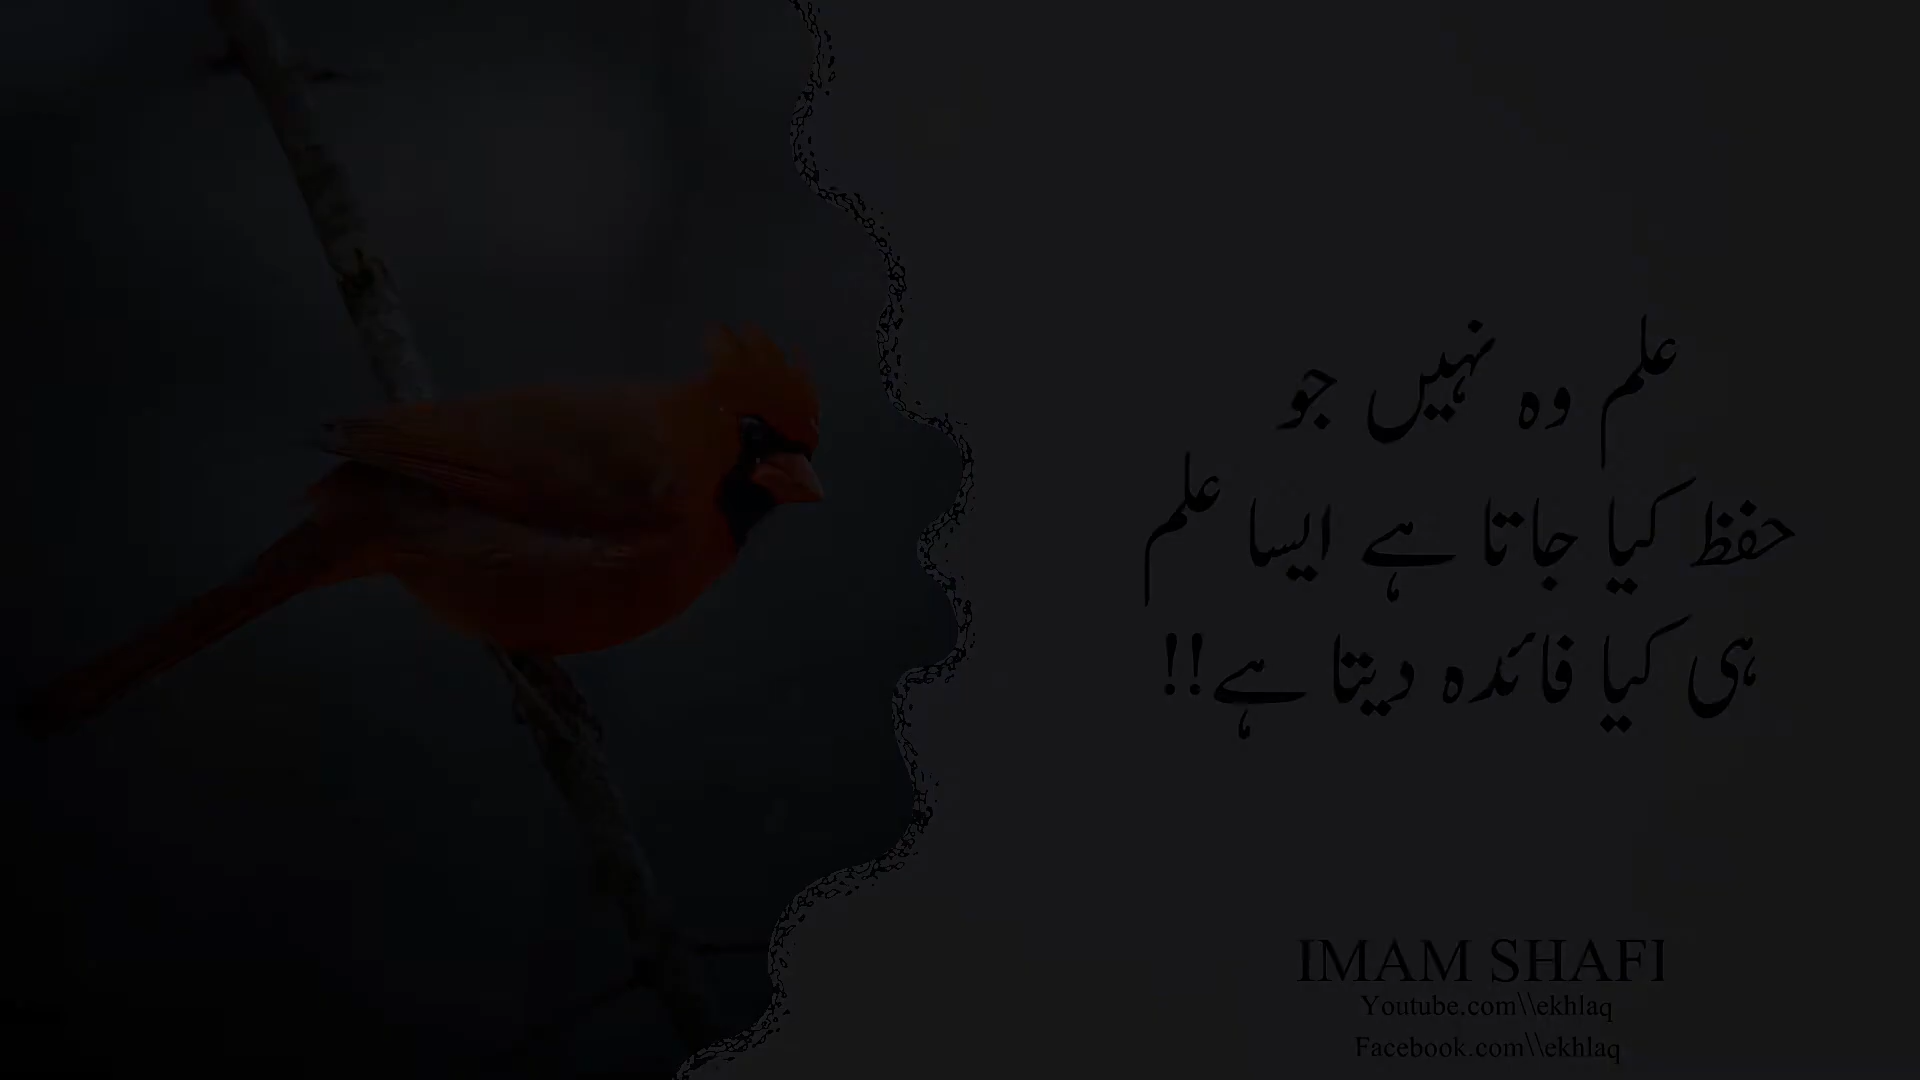 علم وہ نہیں جو
حفظ کیا جاتا ہے ایسا علم
ہی کیا فائدہ دیتا ہے!!
IMAM SHAFI
Youtube.com\\ekhlaq
Facebook.com\\ekhlaq